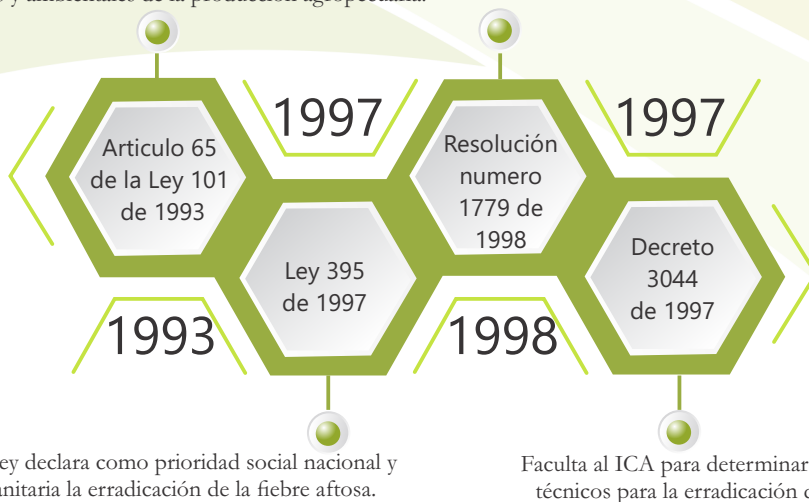 y ambientales de la producción agropecuaria.
1997
1997
Articulo 65
de la Ley 101
de 1993
Resolución
numero
1779 de
1998
Ley 395
de 1997
Decreto
3044
de 1997
1993
1998
ley declara como prioridad social nacional y
sanitaria la erradicación de la fiebre aftosa.
Faculta al ICA para determinar
técnicos para la erradicación